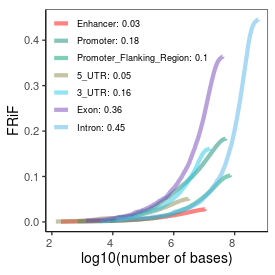 Enhancer: 0.03
Promoter: 0.18
Promoter_Flanking_Region: 0.1
5_UTR: 0.05
3_UTR: 0.16
Exon: 0.36
Intron: 0.45
FRiF
0.4
0.3
0.2
0.1
0.0
2 4 6 8
log10(number of bases)